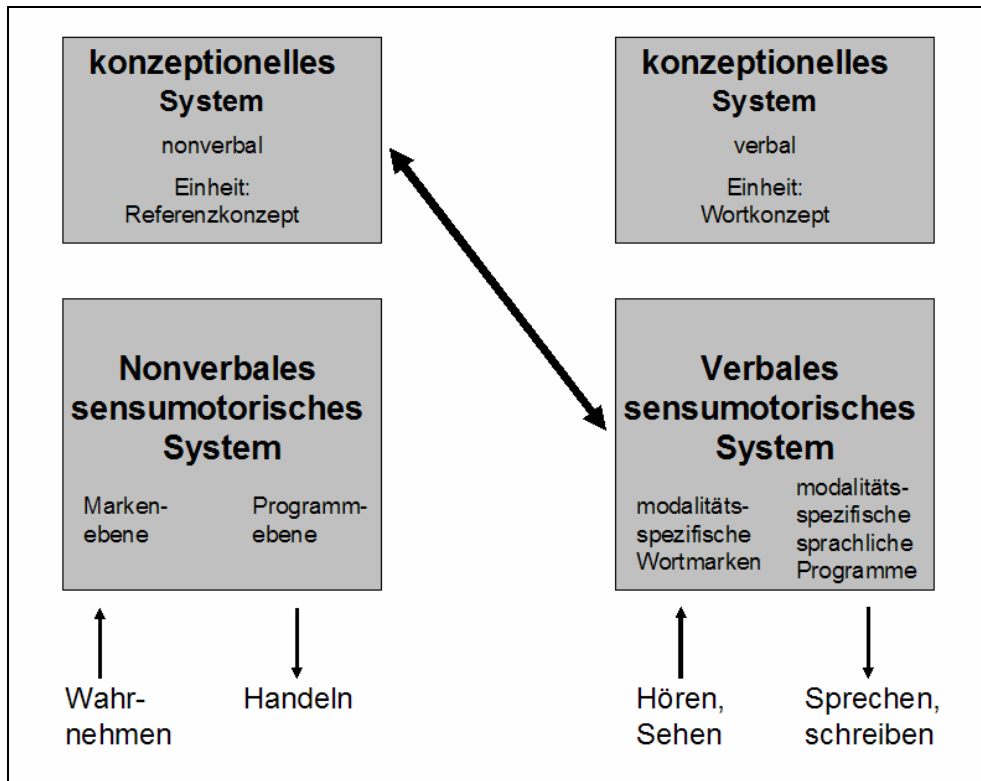 konzeptionelles
System
nonverbal
Einheit:
Referenzkonzept
konzeptionelles
System
verbal
Einheit:
Wortkonzept
Nonverbales
sensumotorisches
System
Marken-
ebene
Programm-
ebene
Verbales
sensumotorisches
System
modalitäts-
spezifische
Wortmarken
modalitäts-
spezifische
sprachliche
Programme
Wahr-
nehmen
Handeln
Hören,
Sehen
Sprechen,
schreiben